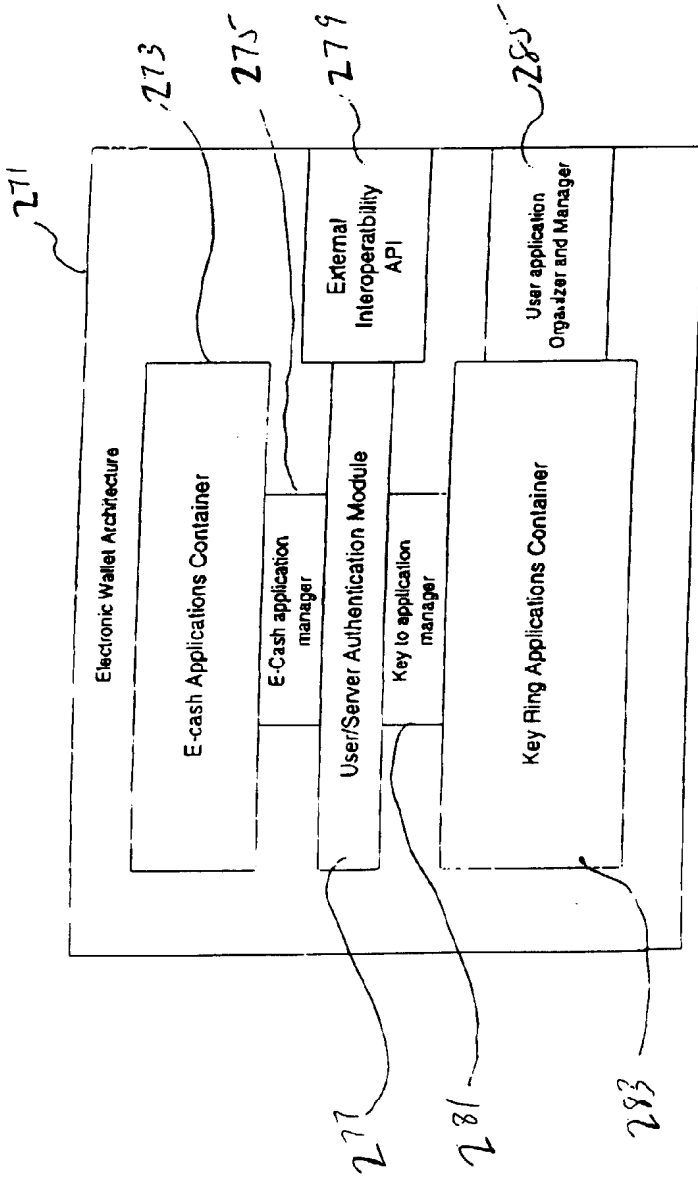 271
Electronic Wallet Architecture
273
E-cash Applications Container
275
E-Cash application
manager
277
User/Server Authentication Module
279
External
Interoperatbility
API
281
Key to application
manager
283
Key Ring Applications Container
285
User application
Organizer and Manager